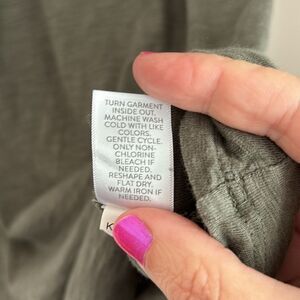 TURN GARMENT
INSIDE OUT.
MACHINE WASH
COLD WITH LIKE
COLORS.
GENTLE CYCLE.
ONLY NON-
CHLORINE
BLEACH IF
NEEDED.
RESHAPE AND
FLAT DRY.
WARM IRON IF
NEEDED.
K